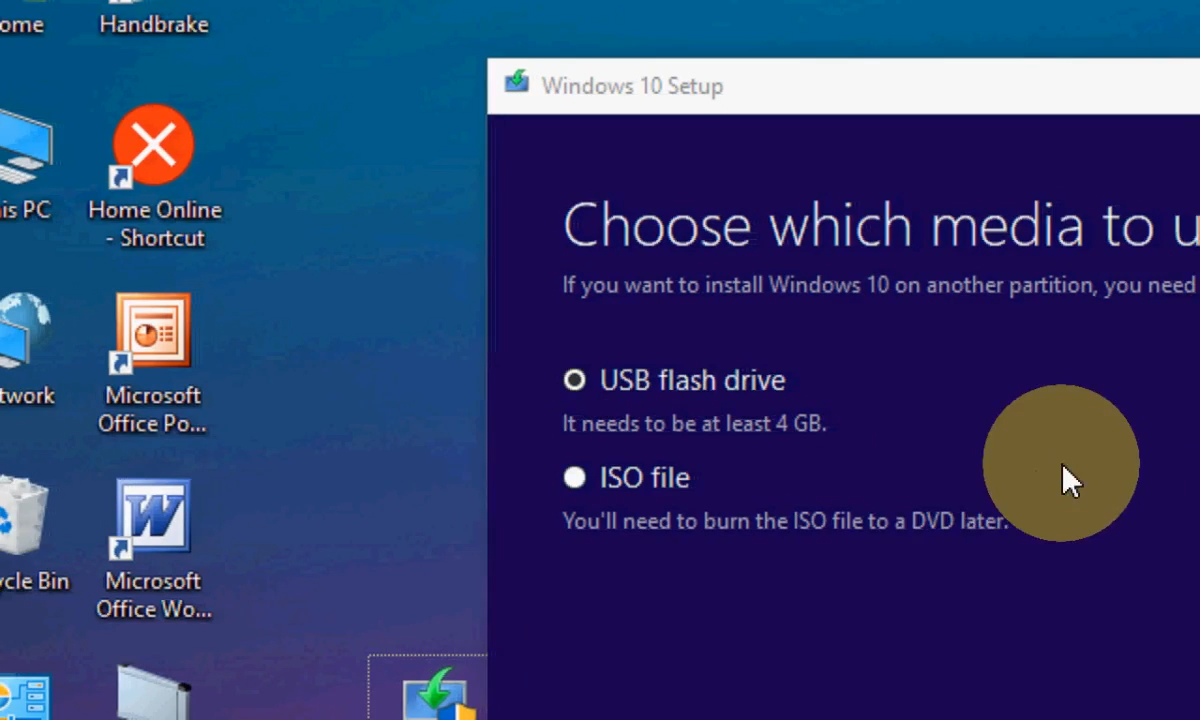 ome
Handbrake
Windows 10 Setup
is PC
Home Online
- Shortcut
Choose which media to u
If you want to install Windows 10 on another partition, you need
USB flash drive
It needs to be at least 4 GB.
twork
Microsoft
Office Po...
ISO file
You'll need to burn the ISO file to a DVD later.
W
ycle Bin
Microsoft
Office Wo...